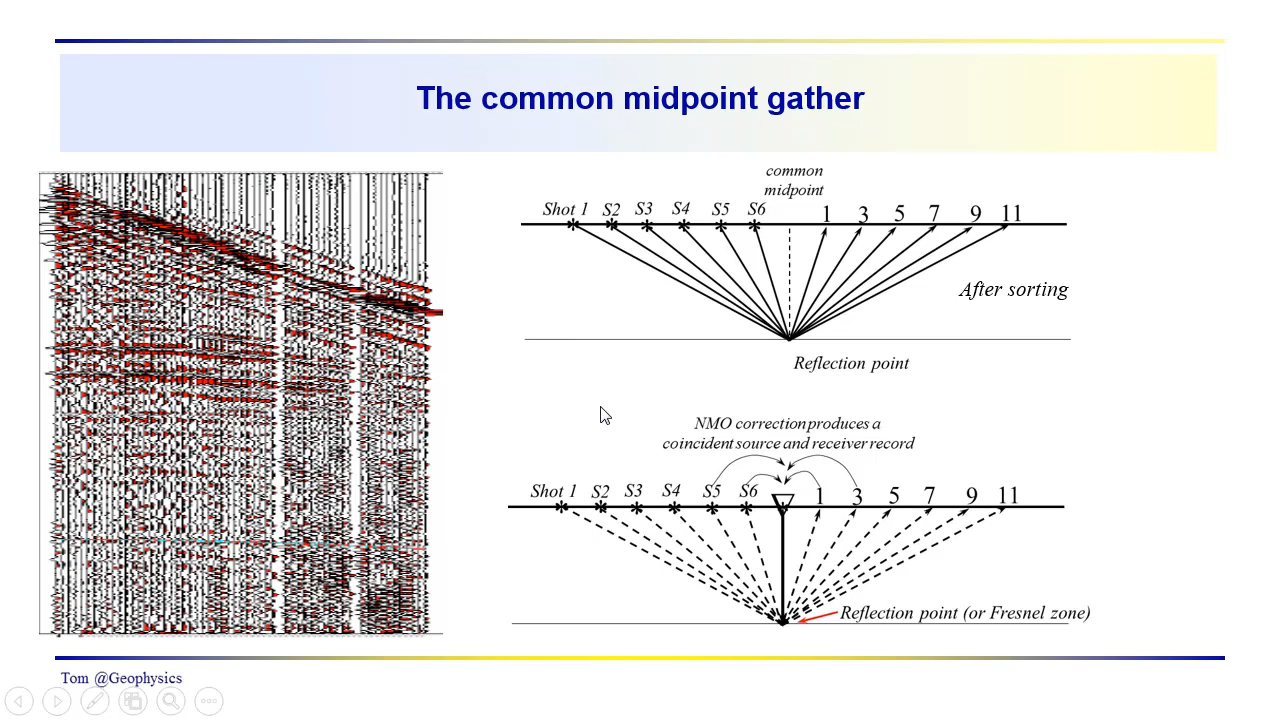 The common midpoint gather
common
midpoint
Shot 1 S2 S3 S4 S5 S6 1 3 5 7 9 11
After sorting
Reflection point
NMO correction produces a
coincident source and receiver record
Shot 1 S2 S3 S4 S5 S6 1 3 5 7 9 11
Reflection point (or Fresnel zone)
Tom @Geophysics